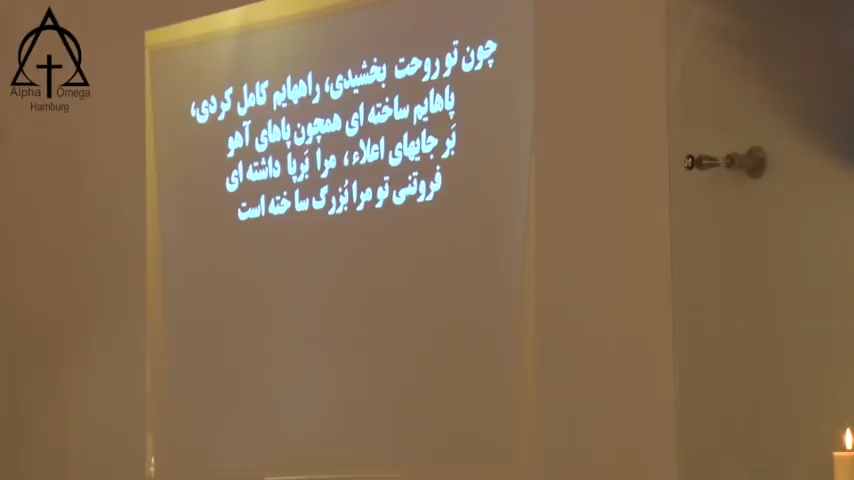 Alpha Omega
Hamburg
چون تو روحت بخشیدی، راههایم کامل کردی،
پاهایم ساخته ای همچون پاهای آهو
بَر جایهای اعلاء، مرا بَرپا داشته ای
فروتنی تو مرا بُزرگ ساخته است